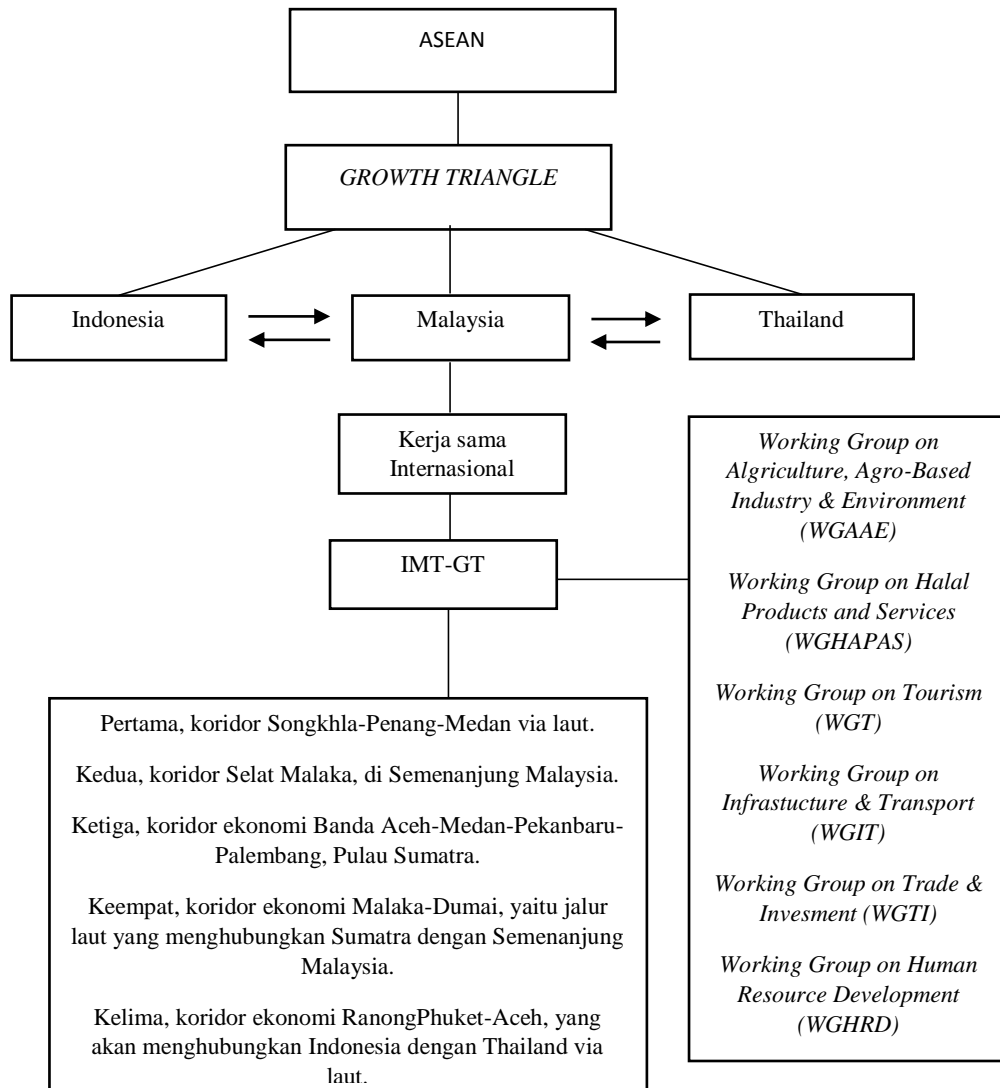 ASEAN
GROWTH TRIANGLE
Indonesia
Malaysia
Thailand
Kerja sama
Internasional
IMT-GT
Working Group on
Algriculture, Agro-Based
Industry & Environment
(WGAAE)
Working Group on Halal
Products and Services
(WGHAPAS)
Working Group on Tourism
(WGT)
Working Group on
Infrastucture & Transport
(WGIT)
Working Group on Trade &
Invesment (WGTI)
Working Group on Human
Resource Development
(WGHRD)
Pertama, koridor Songkhla-Penang-Medan via laut.
Kedua, koridor Selat Malaka, di Semenanjung Malaysia.
Ketiga, koridor ekonomi Banda Aceh-Medan-Pekanbaru-
Palembang, Pulau Sumatra.
Keempat, koridor ekonomi Malaka-Dumai, yaitu jalur
laut yang menghubungkan Sumatra dengan Semenanjung
Malaysia.
Kelima, koridor ekonomi RanongPhuket-Aceh, yang
akan menghubungkan Indonesia dengan Thailand via
laut.